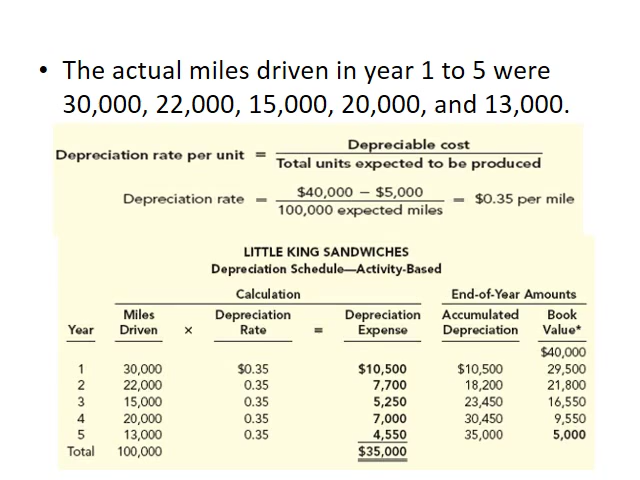 • The actual miles driven in year 1 to 5 were
30,000, 22,000, 15,000, 20,000, and 13,000.
Depreciation rate per unit = Depreciable cost
Total units expected to be produced
Depreciation rate = $40,000 − $5,000
100,000 expected miles = $0.35 per mile
LITTLE KING SANDWICHES
Depreciation Schedule—Activity-Based
Calculation End-of-Year Amounts
Miles Depreciation Depreciation Accumulated Book
Year Driven × Rate = Expense Depreciation Value*
$40,000
1 30,000 $0.35 $10,500 $10,500 29,500
2 22,000 0.35 7,700 18,200 21,800
3 15,000 0.35 5,250 23,450 16,550
4 20,000 0.35 7,000 30,450 9,550
5 13,000 0.35 4,550 35,000 5,000
Total 100,000 $35,000